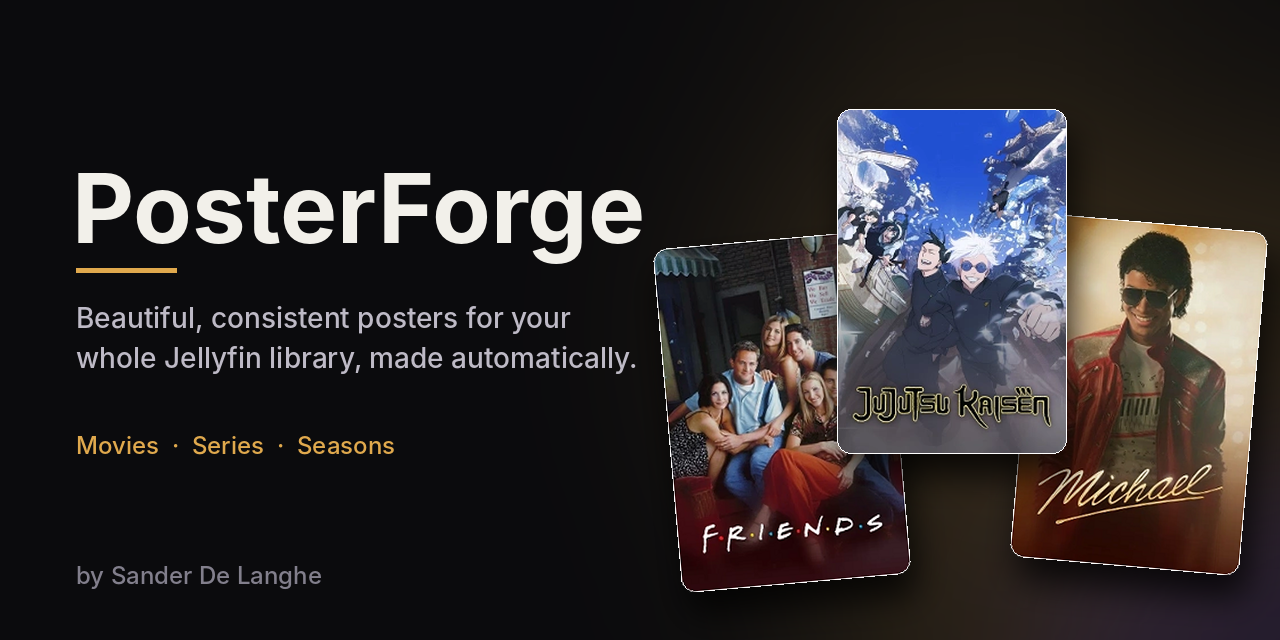 PosterForge
Beautiful, consistent posters for your
whole Jellyfin library, made automatically.
Movies · Series · Seasons
by Sander De Langhe
F·R·I·E·N·D·S
JUJUTSU KAISEN
Michael